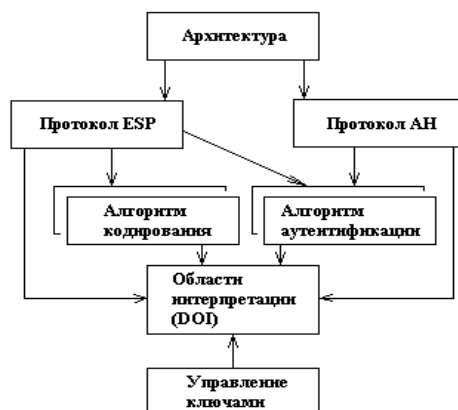 Архитектура
Протокол ESP
Протокол AH
Алгоритм
кодирования
Алгоритм
аутентификации
Области
интерпретации
(DOI)
Управление
ключами